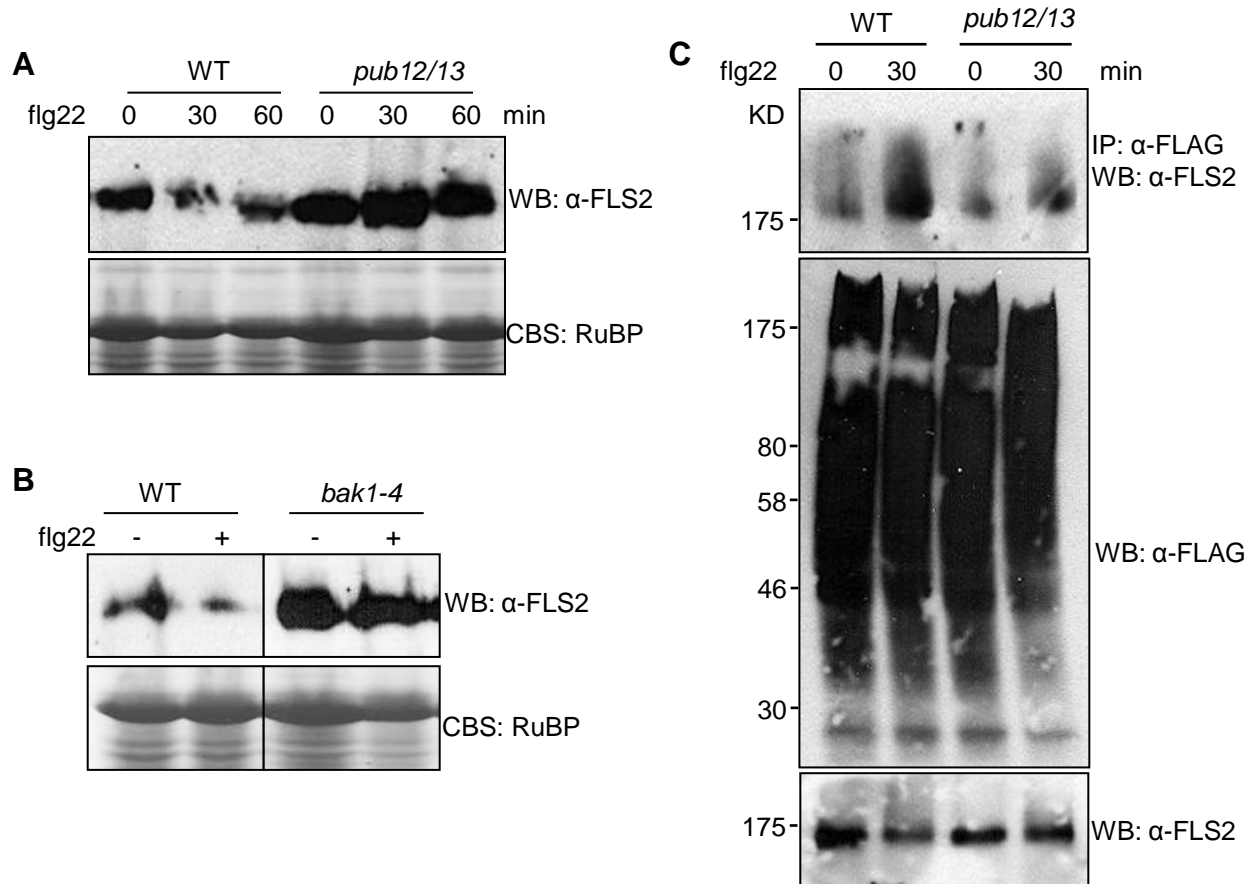 A
WT pub12/13
flg22 0 30 60 0 30 60 min
WB: α-FLS2
CBS: RuBP
B
WT bak1-4
flg22 - + - +
WB: α-FLS2
CBS: RuBP
C
WT pub12/13
flg22 0 30 0 30 min
KD
IP: α-FLAG
WB: α-FLS2
175
175
80
58
46
30
WB: α-FLAG
175
WB: α-FLS2